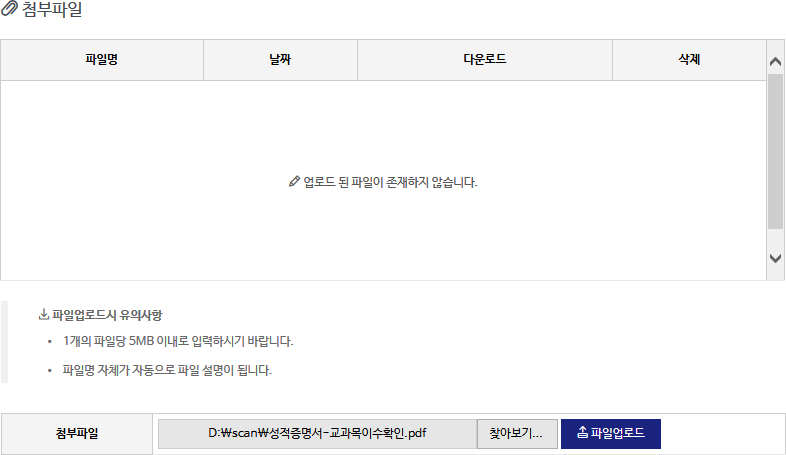 첨부파일
파일명 날짜 다운로드 삭제
업로드 된 파일이 존재하지 않습니다.
파일업로드시 유의사항
• 1개의 파일당 5MB 이내로 입력하시기 바랍니다.
• 파일명 자체가 자동으로 파일 설명이 됩니다.
첨부파일 D:₩scan₩성적증명서-교과목이수확인.pdf 찾아보기... 파일업로드